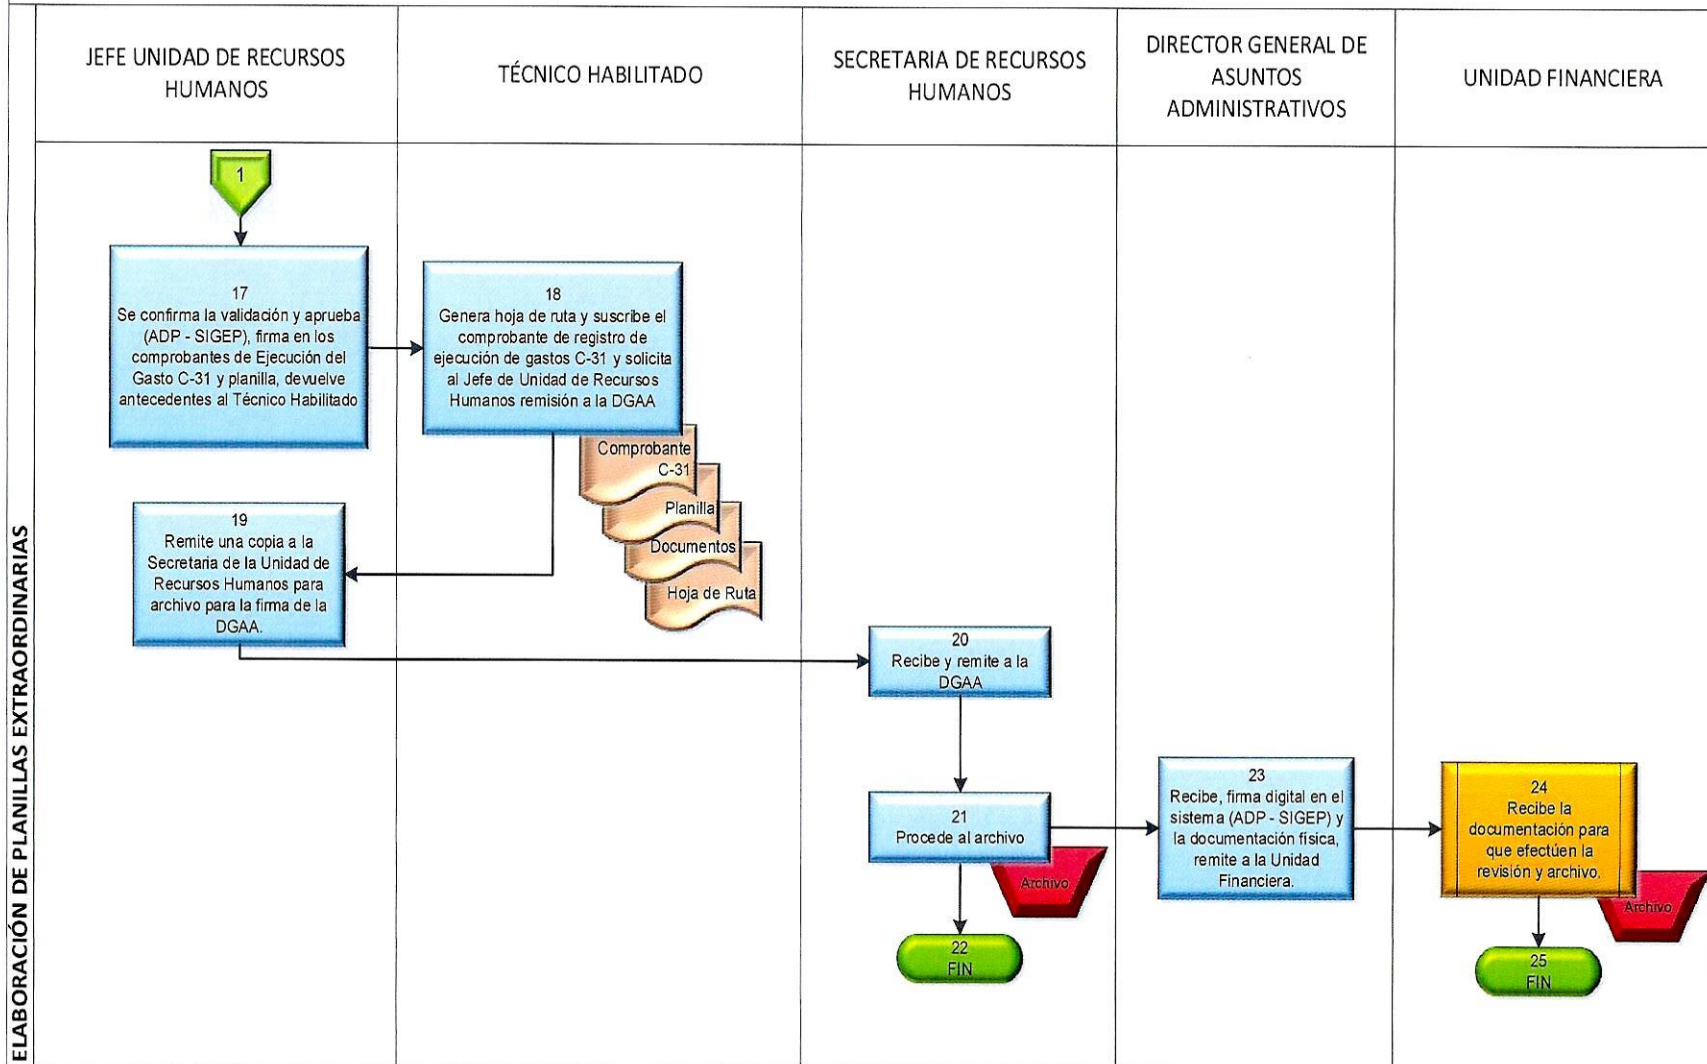 ELABORACIÓN DE PLANILLAS EXTRAORDINARIAS
JEFE UNIDAD DE RECURSOS
HUMANOS
TÉCNICO HABILITADO
SECRETARIA DE RECURSOS
HUMANOS
DIRECTOR GENERAL DE
ASUNTOS
ADMINISTRATIVOS
UNIDAD FINANCIERA
1
17
Se confirma la validación y aprueba
(ADP - SIGEP), firma en los
comprobantes de Ejecución del
Gasto C-31 y planilla, devuelve
antecedentes al Técnico Habilitado
18
Genera hoja de ruta y suscribe el
comprobante de registro de
ejecución de gastos C-31 y solicita
al Jefe de Unidad de Recursos
Humanos remisión a la DGAA
Comprobante
C-31
Planilla
Documentos
Hoja de Ruta
19
Remite una copia a la
Secretaria de la Unidad de
Recursos Humanos para
archivo para la firma de la
DGAA.
20
Recibe y remite a la
DGAA
21
Procede al archivo
Archivo
22
FIN
23
Recibe, firma digital en el
sistema (ADP - SIGEP) y
la documentación física,
remite a la Unidad
Financiera.
24
Recibe la
documentación para
que efectúen la
revisión y archivo.
Archivo
25
FIN